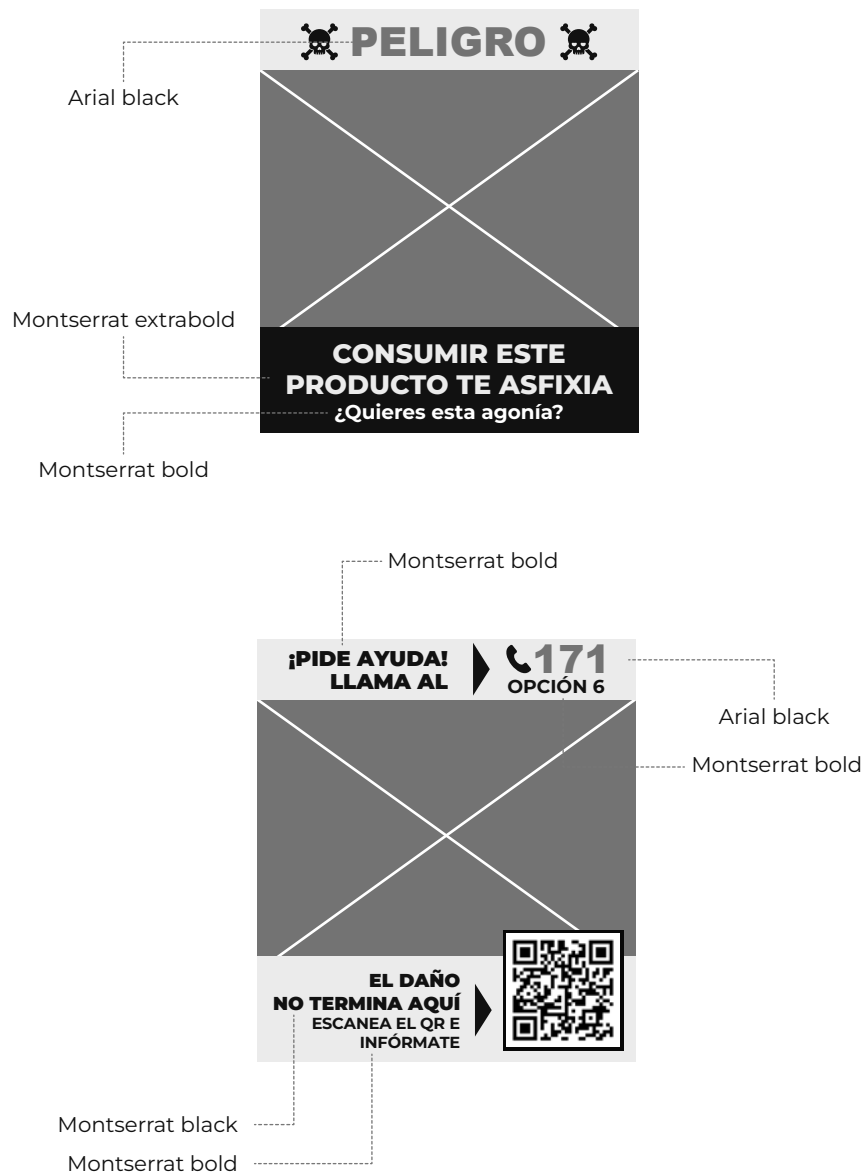 PELIGRO
Arial black
Montserrat extrabold
CONSUMIR ESTE
PRODUCTO TE ASFIXIA
¿Quieres esta agonía?
Montserrat bold
Montserrat bold
¡PIDE AYUDA!
LLAMA AL
171
OPCIÓN 6
Arial black
Montserrat bold
EL DAÑO
NO TERMINA AQUÍ
ESCANEA EL QR E
INFÓRMATE
Montserrat black
Montserrat bold